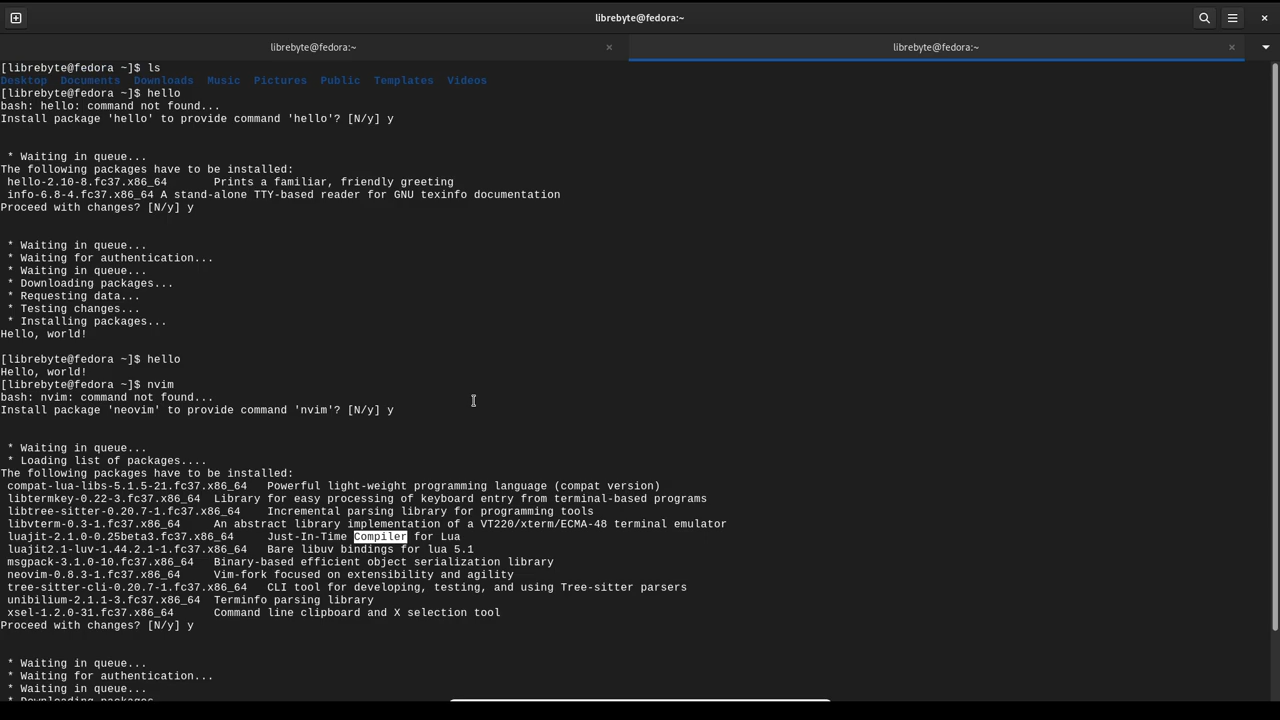 librebyte@fedora:~
librebyte@fedora:~
librebyte@fedora:~
[librebyte@fedora ~]$ ls
Desktop  Documents  Downloads  Music  Pictures  Public  Templates  Videos
[librebyte@fedora ~]$ hello
bash: hello: command not found...
Install package 'hello' to provide command 'hello'? [N/y] y
 * Waiting in queue...
The following packages have to be installed:
 hello-2.10-8.fc37.x86_64       Prints a familiar, friendly greeting
 info-6.8-4.fc37.x86_64 A stand-alone TTY-based reader for GNU texinfo documentation
Proceed with changes? [N/y] y
 * Waiting in queue...
 * Waiting for authentication...
 * Waiting in queue...
 * Downloading packages...
 * Requesting data...
 * Testing changes...
 * Installing packages...
Hello, world!
[librebyte@fedora ~]$ hello
Hello, world!
[librebyte@fedora ~]$ nvim
bash: nvim: command not found...
Install package 'neovim' to provide command 'nvim'? [N/y] y
 * Waiting in queue...
 * Loading list of packages....
The following packages have to be installed:
 compat-lua-libs-5.1.5-21.fc37.x86_64   Powerful light-weight programming language (compat version)
 libtermkey-0.22-3.fc37.x86_64  Library for easy processing of keyboard entry from terminal-based programs
 libtree-sitter-0.20.7-1.fc37.x86_64    Incremental parsing library for programming tools
 libvterm-0.3-1.fc37.x86_64     An abstract library implementation of a VT220/xterm/ECMA-48 terminal emulator
 luajit-2.1.0-0.25beta3.fc37.x86_64     Just-In-Time Compiler for Lua
 luajit2.1-luv-1.44.2.1-1.fc37.x86_64   Bare libuv bindings for lua 5.1
 msgpack-3.1.0-10.fc37.x86_64   Binary-based efficient object serialization library
 neovim-0.8.3-1.fc37.x86_64     Vim-fork focused on extensibility and agility
 tree-sitter-cli-0.20.7-1.fc37.x86_64   CLI tool for developing, testing, and using Tree-sitter parsers
 unibilium-2.1.1-3.fc37.x86_64  Terminfo parsing library
 xsel-1.2.0-31.fc37.x86_64      Command line clipboard and X selection tool
Proceed with changes? [N/y] y
 * Waiting in queue...
 * Waiting for authentication...
 * Waiting in queue...